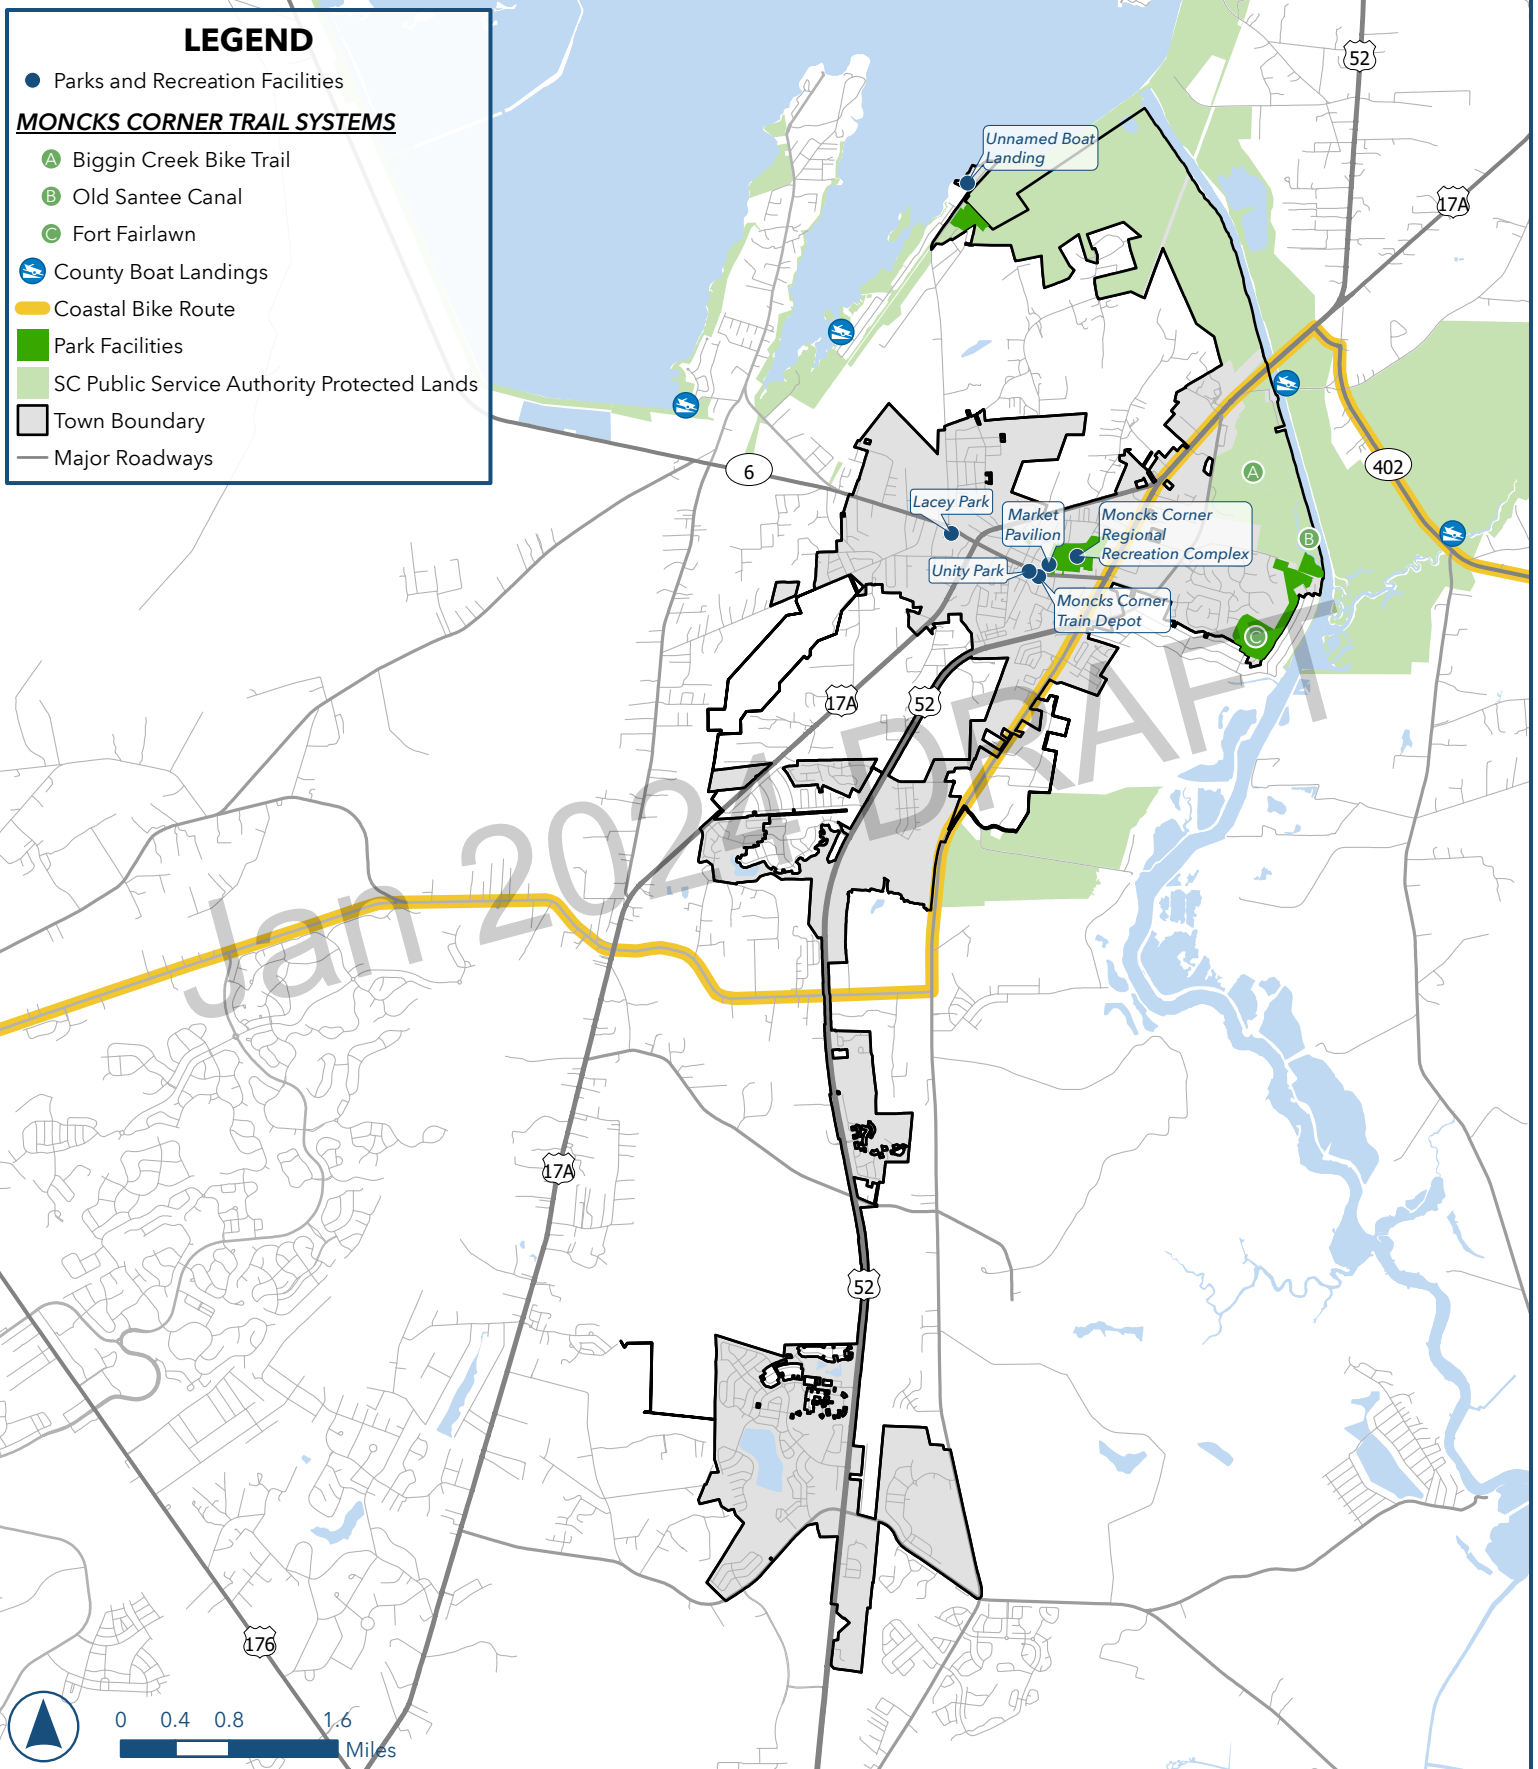 LEGEND
Parks and Recreation Facilities
MONCKS CORNER TRAIL SYSTEMS
A Biggin Creek Bike Trail
B Old Santee Canal
C Fort Fairlawn
County Boat Landings
Coastal Bike Route
Park Facilities
SC Public Service Authority Protected Lands
Town Boundary
Major Roadways
52
Unnamed Boat
Landing
17A
6
402
A
Lacey Park
Market
Pavilion
Moncks Corner
Regional
Recreation Complex
B
Unity Park
Moncks Corner
Train Depot
C
17A
52
Jan 2024 DRAFT
17A
52
176
0 0.4 0.8 1.6
Miles